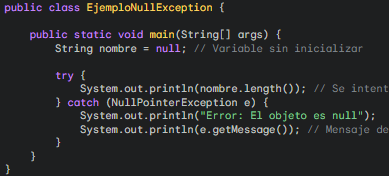 public class EjemploNullException {
public static void main(String[] args) {
String nombre = null; // Variable sin inicializar
try {
System.out.println(nombre.length()); // Se intent
} catch (NullPointerException e) {
System.out.println("Error: El objeto es null");
System.out.println(e.getMessage()); // Mensaje de
}
}
}